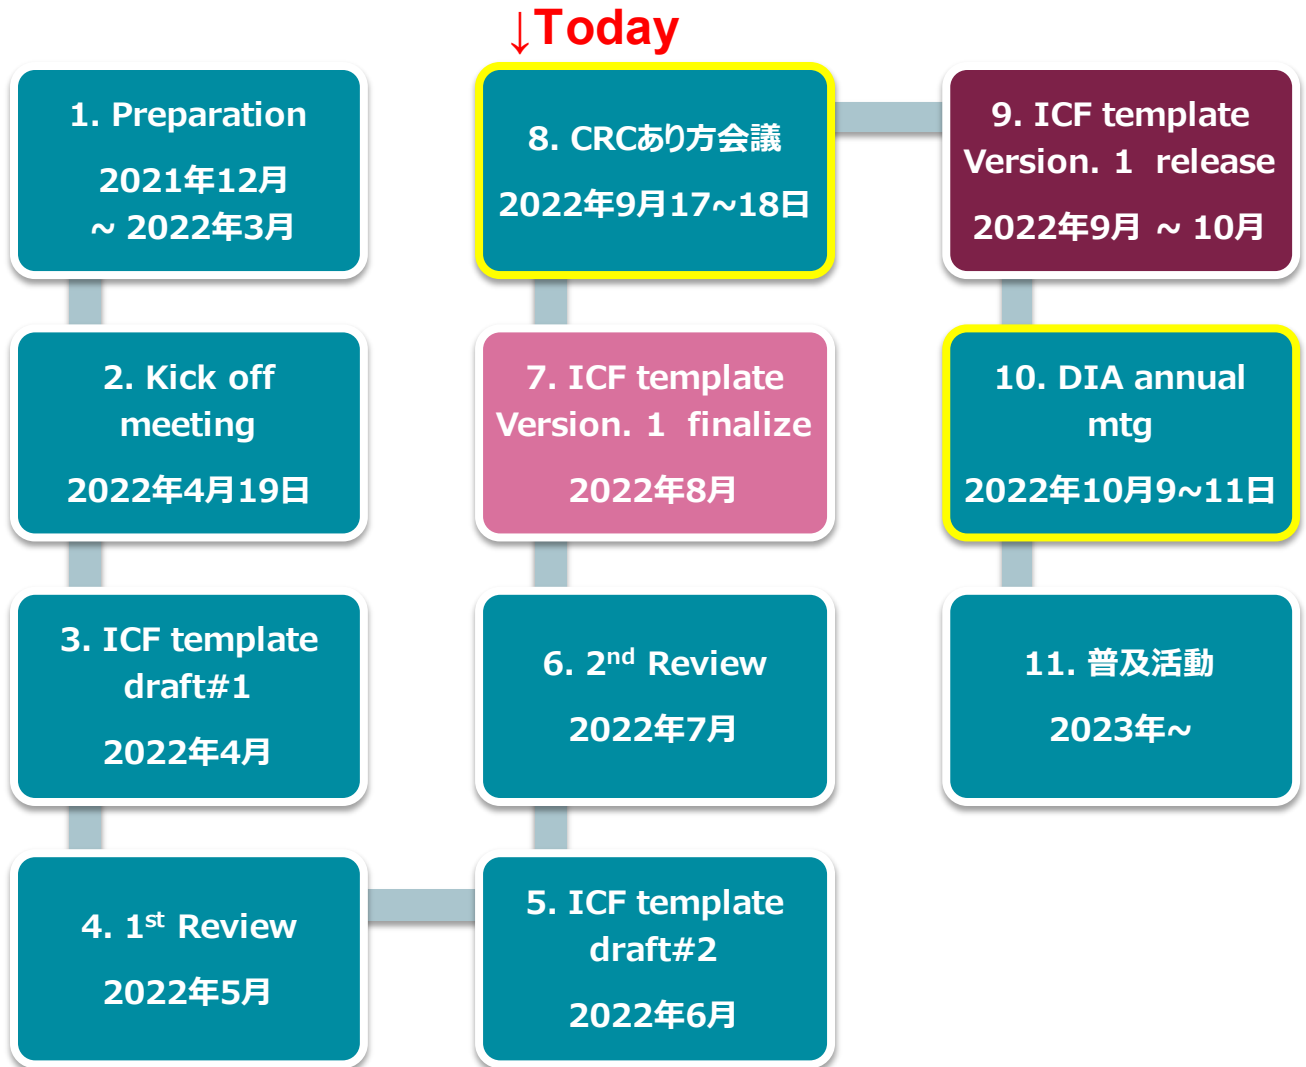 ↓Today
1. Preparation
2021年12月
~ 2022年3月
2. Kick off
meeting
2022年4月19日
3. ICF template
draft#1
2022年4月
4. 1st Review
2022年5月
5. ICF template
draft#2
2022年6月
6. 2nd Review
2022年7月
7. ICF template
Version. 1 finalize
2022年8月
8. CRCあり方会議
2022年9月17~18日
9. ICF template
Version. 1 release
2022年9月 ~ 10月
10. DIA annual
mtg
2022年10月9~11日
11. 普及活動
2023年~